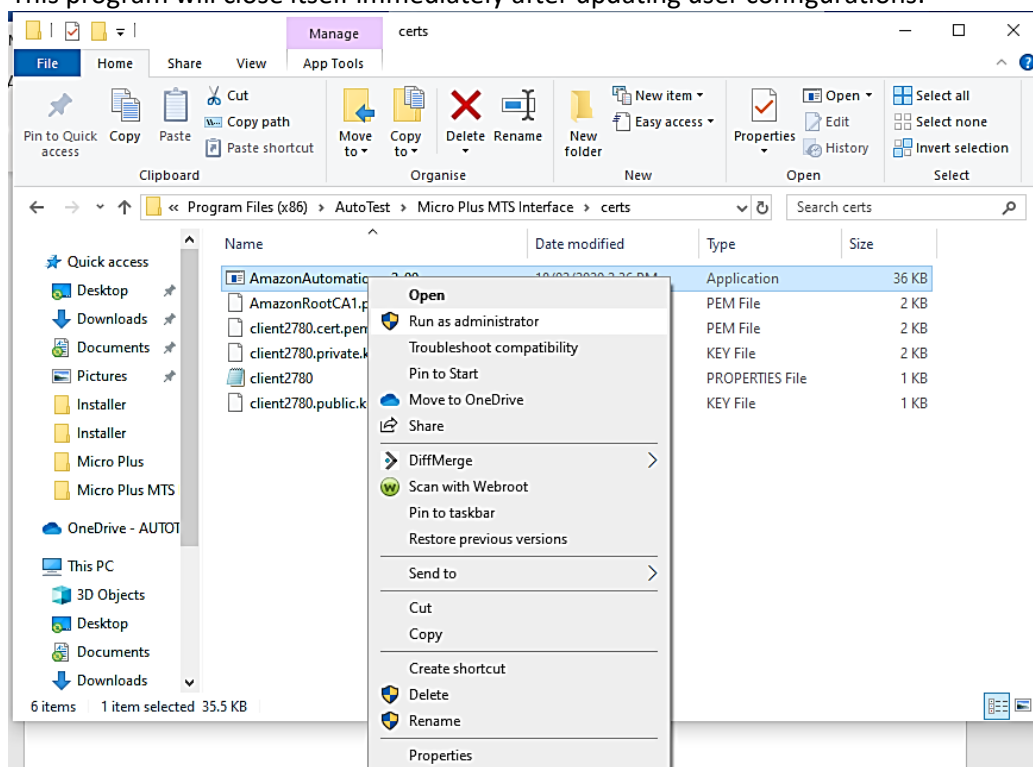 This program will close itself immediately after updating user configurations.
Manage certs
File Home Share View App Tools
Pin to Quick access
Copy
Paste
Cut
Copy path
Paste shortcut
Move to
Copy to
Delete
Rename
New folder
New item
Easy access
Properties
Open
Edit
History
Select all
Select none
Invert selection
Clipboard Organise New Open Select
« Program Files (x86) > AutoTest > Micro Plus MTS Interface > certs
Search certs
Name Date modified Type Size
Quick access
Desktop
Downloads
Documents
Pictures
Installer
Installer
Micro Plus
Micro Plus MTS
OneDrive - AUTOT
This PC
3D Objects
Desktop
Documents
Downloads
AmazonAutomatic Application 36 KB
AmazonRootCA1.p PEM File 2 KB
client2780.cert.pem PEM File 2 KB
client2780.private.k KEY File 2 KB
client2780 PROPERTIES File 1 KB
client2780.public.k KEY File 1 KB
Open
Run as administrator
Troubleshoot compatibility
Pin to Start
Move to OneDrive
Share
DiffMerge
Scan with Webroot
Pin to taskbar
Restore previous versions
Send to
Cut
Copy
Create shortcut
Delete
Rename
Properties
6 items 1 item selected 35.5 KB